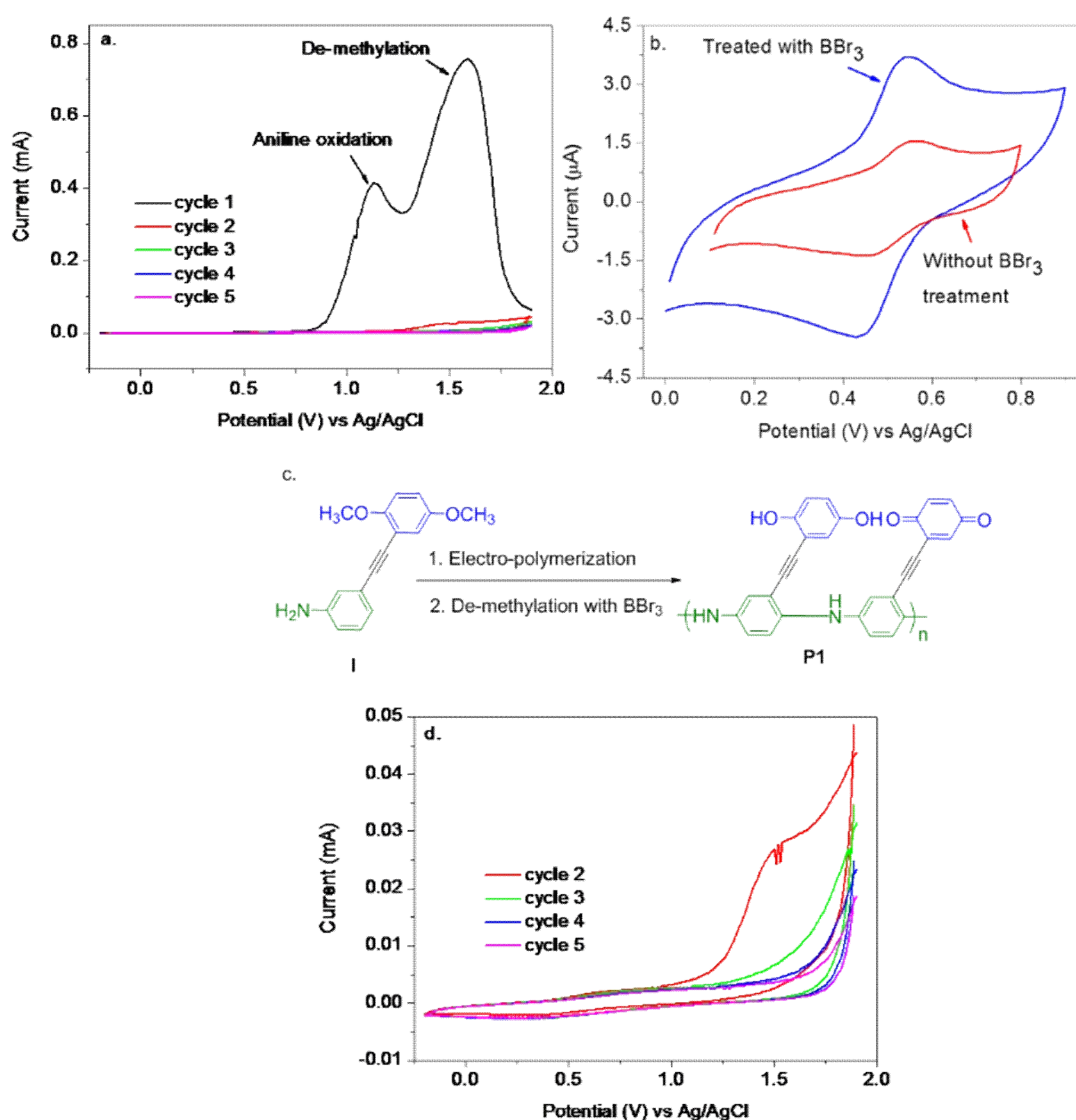 a.
De-methylation
Aniline oxidation
cycle 1
cycle 2
cycle 3
cycle 4
cycle 5
0.8
0.6
0.4
0.2
0.0
Current (mA)
0.0 0.5 1.0 1.5 2.0
Potential (V) vs Ag/AgCl
b.
Treated with BBr3
Without BBr3
treatment
4.5
3.0
1.5
0.0
-1.5
-3.0
-4.5
Current (μA)
0.0 0.2 0.4 0.6 0.8
Potential (V) vs Ag/AgCl
c.
H3CO
OCH3
H2N
I
1. Electro-polymerization
2. De-methylation with BBr3
HO
OH
O
O
HN
H
N
n
P1
d.
cycle 2
cycle 3
cycle 4
cycle 5
0.05
0.04
0.03
0.02
0.01
0.00
-0.01
Current (mA)
0.0 0.5 1.0 1.5 2.0
Potential (V) vs Ag/AgCl